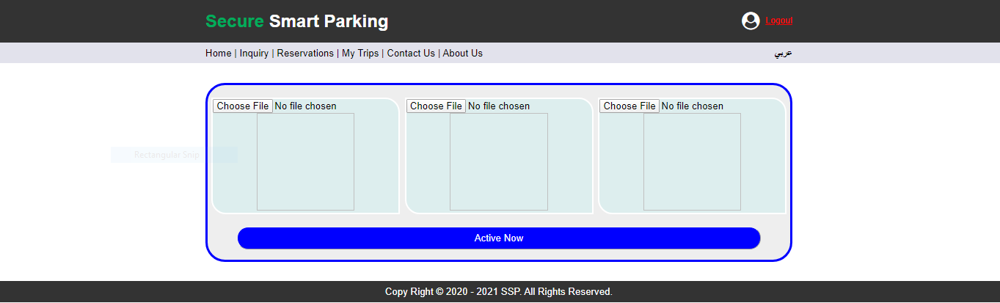 Secure Smart Parking
Logout
Home | Inquiry | Reservations | My Trips | Contact Us | About Us
عربي
Choose File No file chosen
Choose File No file chosen
Choose File No file chosen
Rectangular Snip
Active Now
Copy Right © 2020 - 2021 SSP. All Rights Reserved.